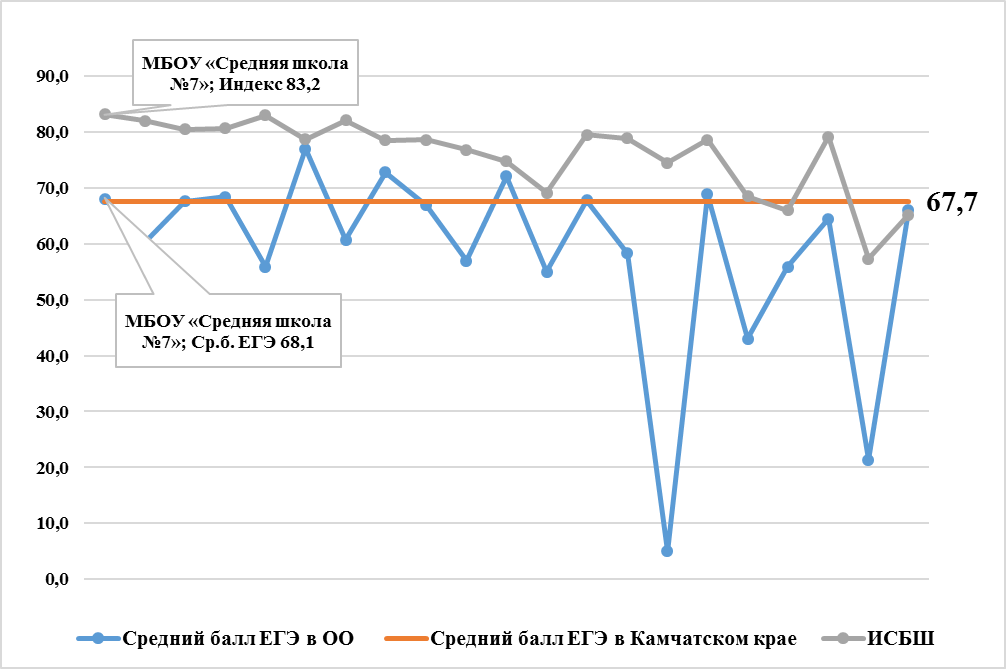 МБОУ «Средняя школа
№7»; Индекс 83,2
90,0
80,0
70,0
60,0
50,0
40,0
30,0
20,0
10,0
0,0
67,7
МБОУ «Средняя школа
№7»; Ср.б. ЕГЭ 68,1
Средний балл ЕГЭ в ОО
Средний балл ЕГЭ в Камчатском крае
ИСБШ